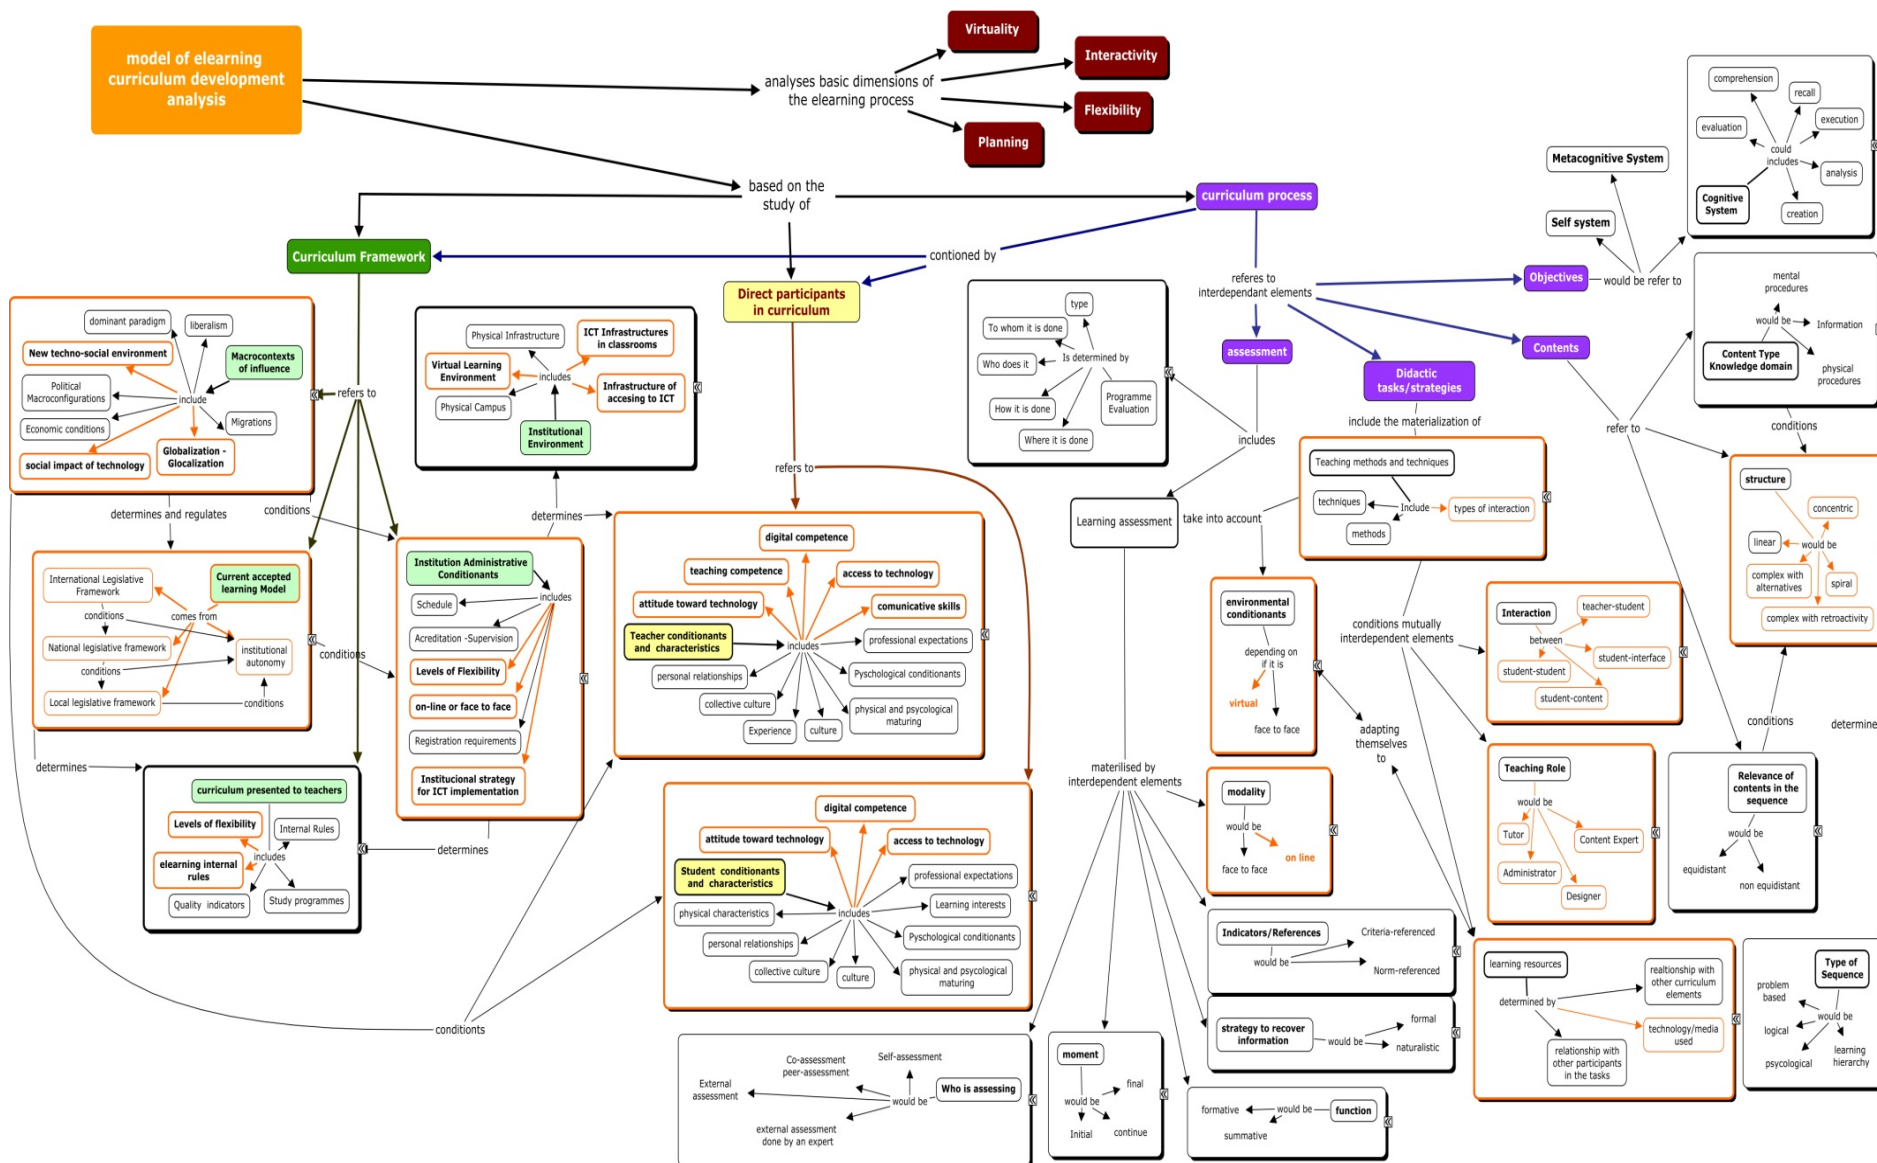 model of elearning
curriculum development
analysis
analyses basic dimensions of
the elearning process
Virtuality
Interactivity
Flexibility
Planning
based on the
study of
curriculum process
Curriculum Framework
contioned by
Direct participants
in curriculum
referes to
interdependant elements
Objectives
Contents
assessment
Didactic
tasks/strategies
would be refer to
Metacognitive System
Self system
comprehension
recall
evaluation
execution
could
includes
analysis
Cognitive
System
creation
mental
procedures
would be
Information
Content Type
Knowledge domain
physical
procedures
conditions
refer to
structure
concentric
linear
would be
complex with
alternatives
spiral
complex with retroactivity
conditions
determines
Relevance of
contents in the
sequence
would be
equidistant
non equidistant
Type of
Sequence
problem
based
would be
logical
psycological
learning
hierarchy
dominant paradigm
liberalism
New techno-social environment
Macrocontexts
of influence
Political
Macroconfigurations
include
Economic conditions
Migrations
social impact of technology
Globalization -
Glocalization
refers to
determines and regulates
conditions
International Legislative
Framework
Current accepted
learning Model
conditions
comes from
National legislative framework
institutional
autonomy
conditions
Local legislative framework
conditions
conditions
determines
curriculum presented to teachers
Levels of flexibility
Internal Rules
includes
elearning internal
rules
Quality indicators
Study programmes
determines
Institution Administrative
Conditionants
includes
Schedule
Acreditation -Supervision
Levels of Flexibility
on-line or face to face
Registration requirements
Institucional strategy
for ICT implementation
determines
Physical Infrastructure
ICT Infrastructures
in classrooms
Virtual Learning
Environment
includes
Infrastructure of
accesing to ICT
Physical Campus
Institutional
Environment
refers to
digital competence
teaching competence
access to technology
attitude toward technology
comunicative skills
Teacher conditionants
and characteristics
includes
professional expectations
personal relationships
Pyschological conditionants
collective culture
physical and psycological
maturing
Experience
culture
digital competence
attitude toward technology
access to technology
Student conditionants
and characteristics
professional expectations
includes
Learning interests
physical characteristics
Pyschological conditionants
personal relationships
physical and psycological
maturing
collective culture
culture
conditionts
type
To whom it is done
Is determined by
Who does it
Programme
Evaluation
How it is done
Where it is done
includes
Learning assessment
take into account
include the materialization of
Teaching methods and techniques
techniques
Include
types of interaction
methods
environmental
conditionants
depending on
if it is
virtual
face to face
adapting
themselves
to
conditions mutually
interdependent elements
Interaction
teacher-student
between
student-interface
student-student
student-content
Teaching Role
would be
Tutor
Content Expert
Administrator
Designer
learning resources
realtionship with
other curriculum
elements
determined by
technology/media
used
relationship with
other participants
in the tasks
materilised by
interdependent elements
modality
would be
on line
face to face
Indicators/References
would be
Criteria-referenced
Norm-referenced
strategy to recover
information
would be
formal
naturalistic
Who is assessing
would be
Self-assessment
Co-assessment
peer-assessment
External
assessment
external assessment
done by an expert
moment
would be
final
Initial
continue
function
would be
formative
summative